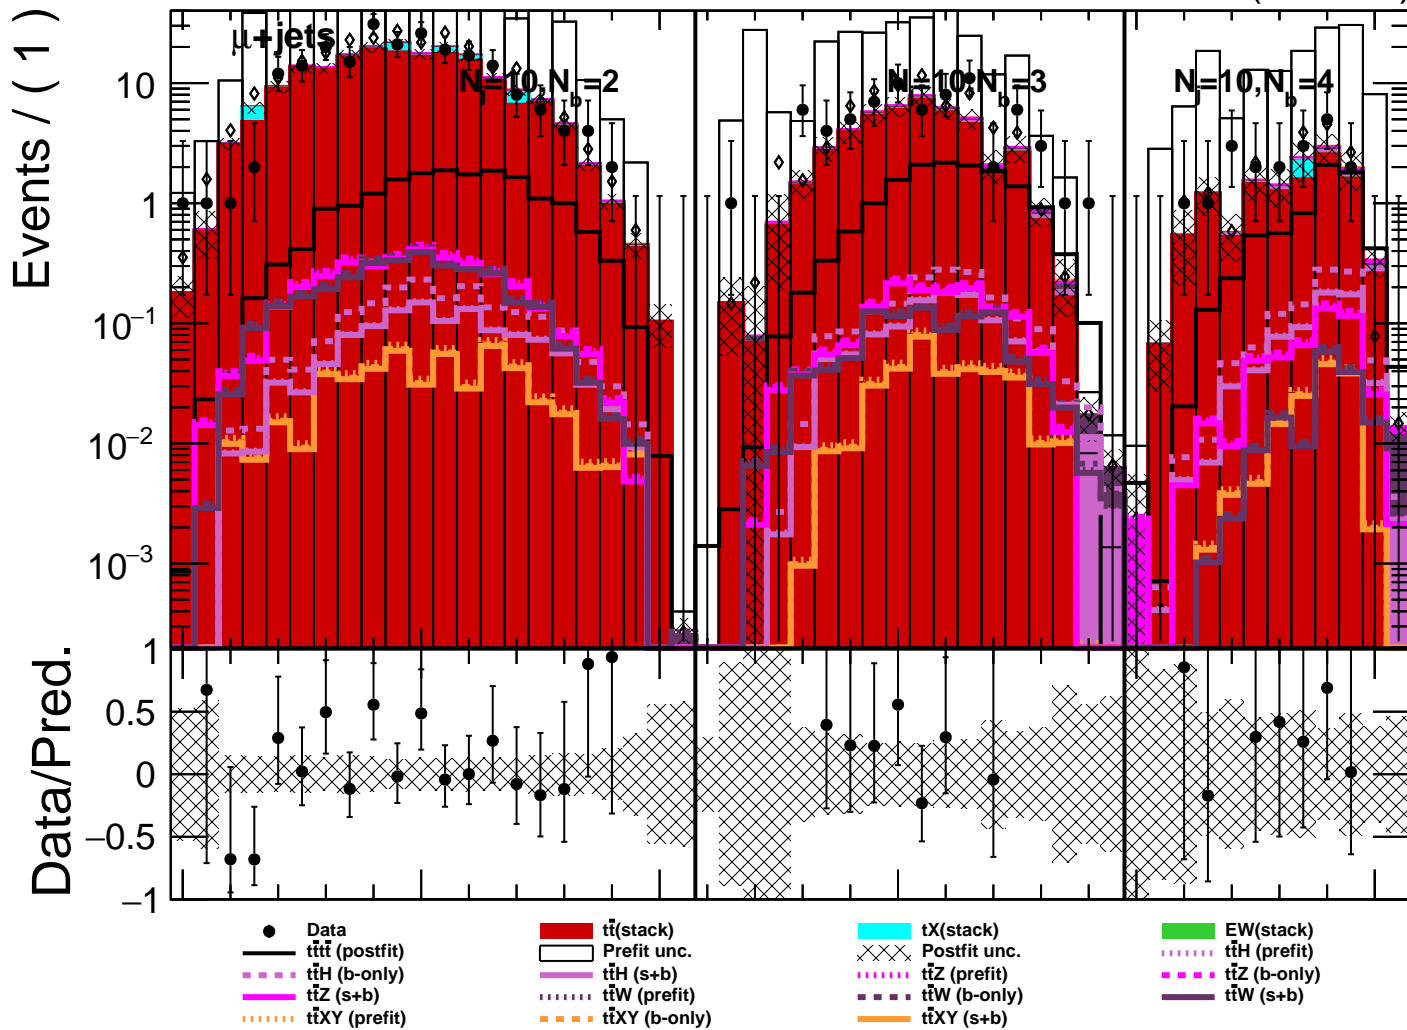 μ+jets
N_j=10,N_b=2
N_j=10,N_b=3
N_j=10,N_b=4
Events / ( 1 )
10
1
10^−1
10^−2
10^−3
Data/Pred.
1
0.5
0
−0.5
−1
Data
tt̄(stack)
tX(stack)
EW(stack)
tt̄tt̄ (postfit)
Prefit unc.
Postfit unc.
tt̄H (prefit)
tt̄H (b-only)
tt̄H (s+b)
tt̄Z (prefit)
tt̄Z (b-only)
tt̄Z (s+b)
tt̄W (prefit)
tt̄W (b-only)
tt̄W (s+b)
tt̄XY (prefit)
tt̄XY (b-only)
tt̄XY (s+b)